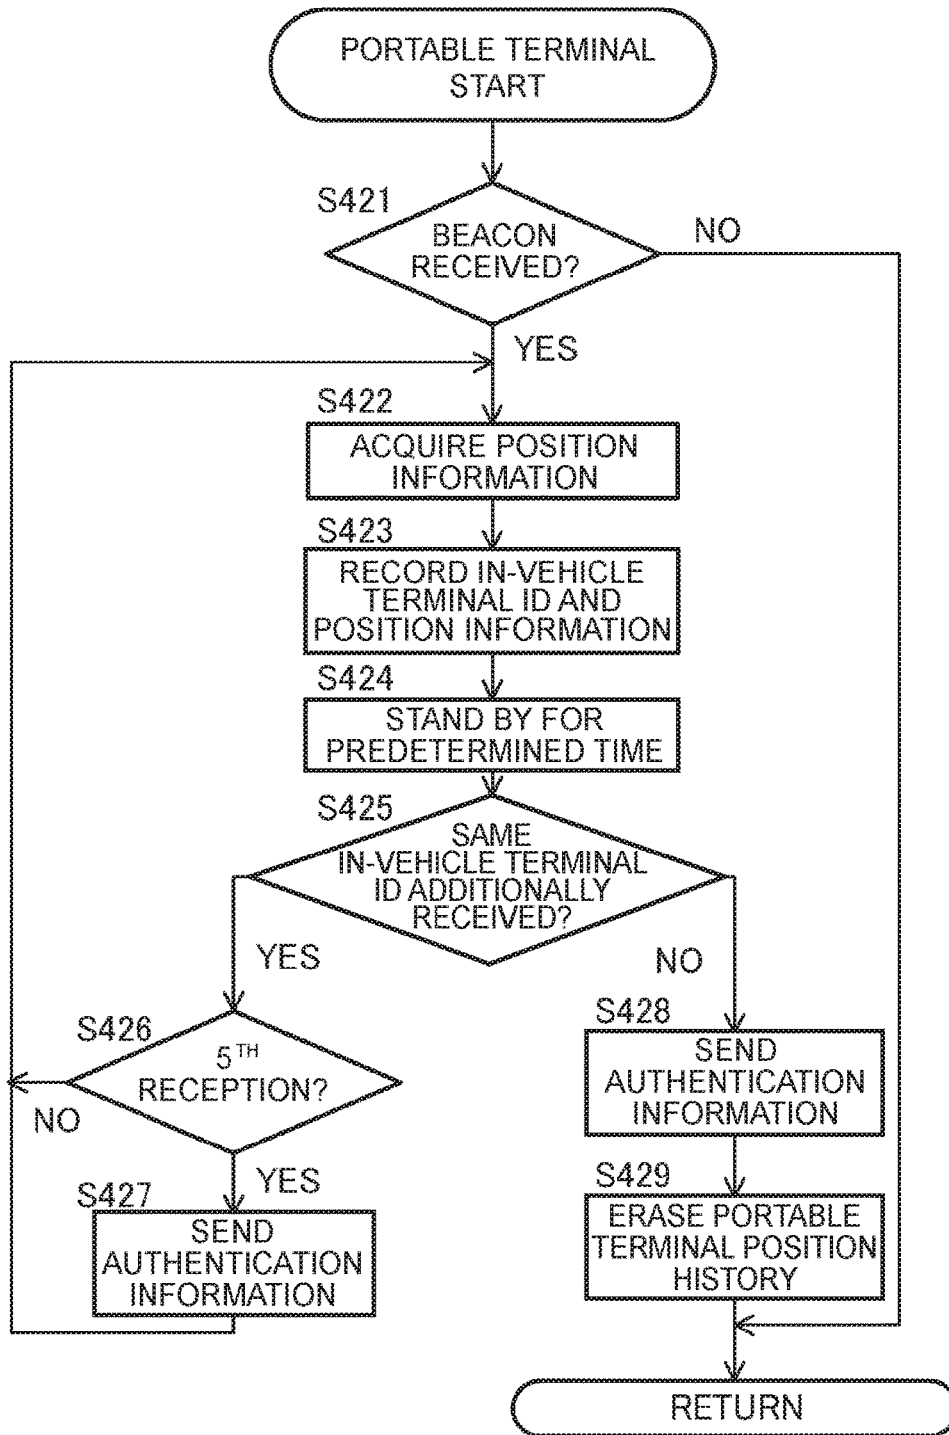 PORTABLE TERMINAL
START
S421
BEACON
RECEIVED?
NO
YES
S422
ACQUIRE POSITION
INFORMATION
S423
RECORD IN-VEHICLE
TERMINAL ID AND
POSITION INFORMATION
S424
STAND BY FOR
PREDETERMINED TIME
S425
SAME
IN-VEHICLE TERMINAL
ID ADDITIONALLY
RECEIVED?
YES
NO
S426
5TH
RECEPTION?
NO
YES
S427
SEND
AUTHENTICATION
INFORMATION
S428
SEND
AUTHENTICATION
INFORMATION
S429
ERASE PORTABLE
TERMINAL POSITION
HISTORY
RETURN